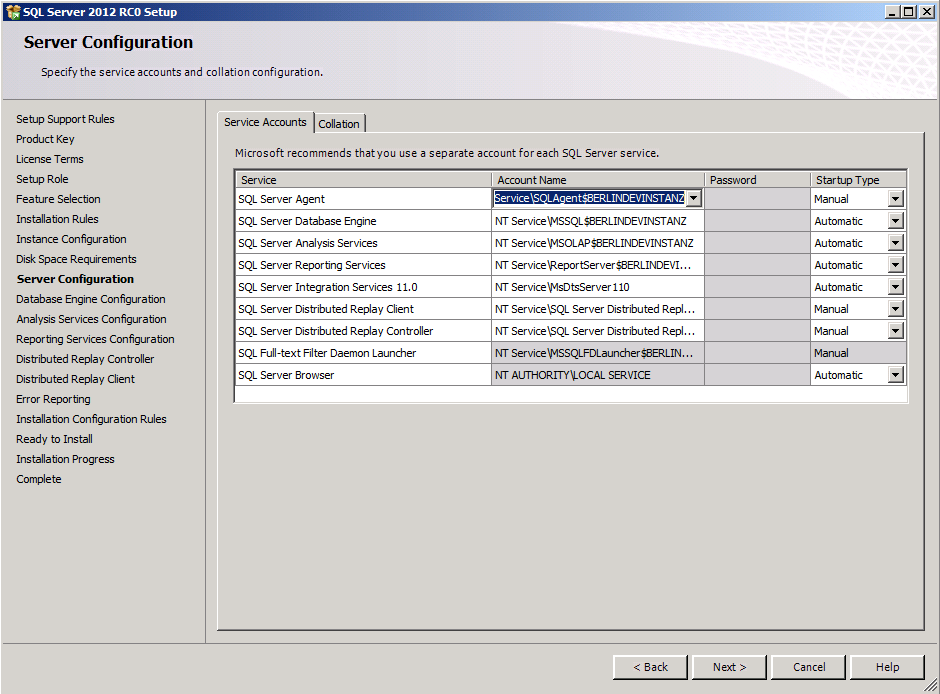 SQL Server 2012 RC0 Setup
Server Configuration
Specify the service accounts and collation configuration.
Setup Support Rules
Product Key
License Terms
Setup Role
Feature Selection
Installation Rules
Instance Configuration
Disk Space Requirements
Server Configuration
Database Engine Configuration
Analysis Services Configuration
Reporting Services Configuration
Distributed Replay Controller
Distributed Replay Client
Error Reporting
Installation Configuration Rules
Ready to Install
Installation Progress
Complete
Service Accounts Collation
Microsoft recommends that you use a separate account for each SQL Server service.
Service Account Name Password Startup Type
SQL Server Agent Service\SQLAgent$BERLINDEVINSTANZ Manual
SQL Server Database Engine NT Service\MSSQL$BERLINDEVINSTANZ Automatic
SQL Server Analysis Services NT Service\MSOLAP$BERLINDEVINSTANZ Automatic
SQL Server Reporting Services NT Service\ReportServer$BERLINDEVI... Automatic
SQL Server Integration Services 11.0 NT Service\MsDtsServer110 Automatic
SQL Server Distributed Replay Client NT Service\SQL Server Distributed Repl... Manual
SQL Server Distributed Replay Controller NT Service\SQL Server Distributed Repl... Manual
SQL Full-text Filter Daemon Launcher NT Service\MSSQLFDLauncher$BERLIN... Manual
SQL Server Browser NT AUTHORITY\LOCAL SERVICE Automatic
< Back Next > Cancel Help